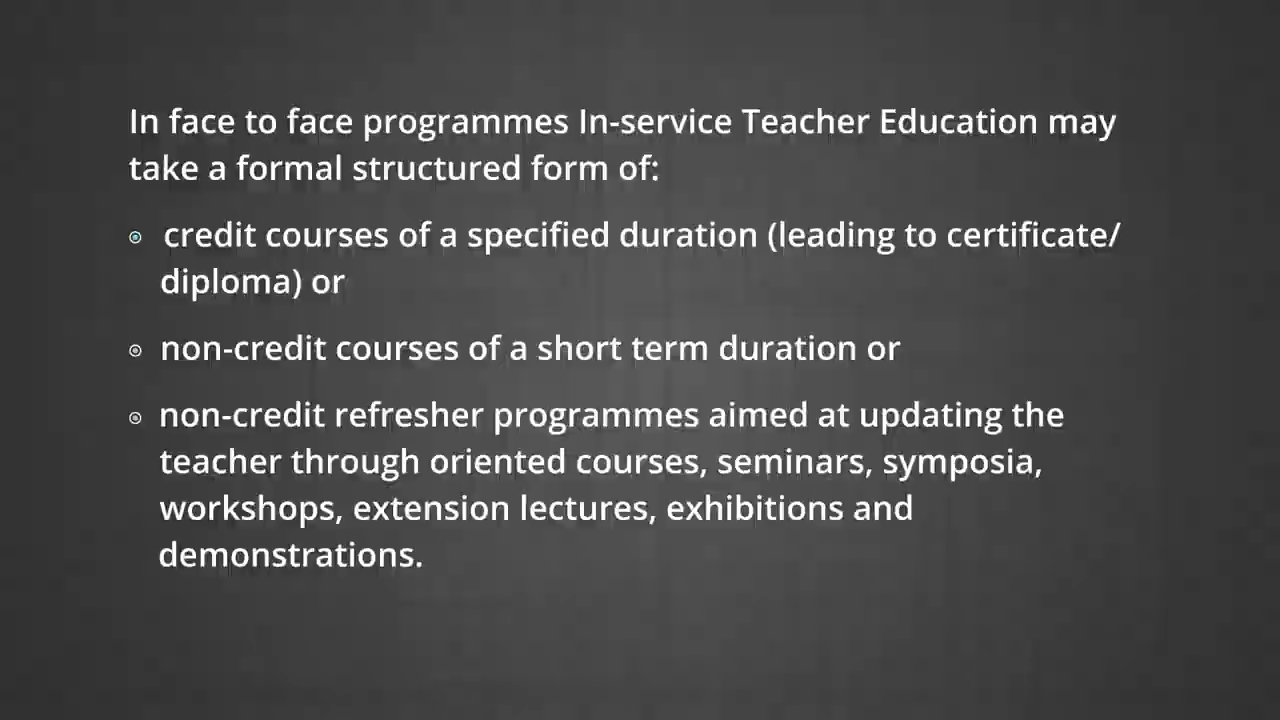 In face to face programmes In-service Teacher Education may
take a formal structured form of:
credit courses of a specified duration (leading to certificate/
diploma) or
non-credit courses of a short term duration or
non-credit refresher programmes aimed at updating the
teacher through oriented courses, seminars, symposia,
workshops, extension lectures, exhibitions and
demonstrations.